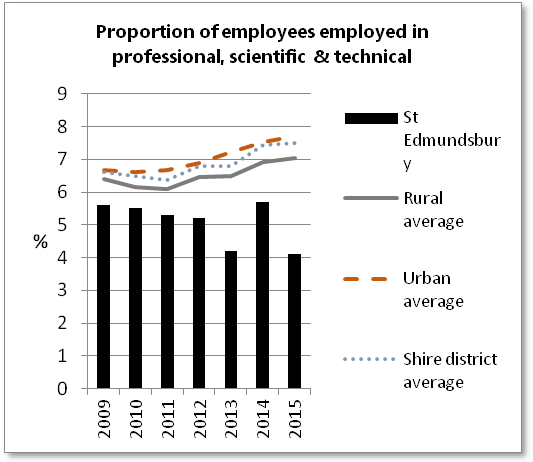 Proportion of employees employed in
professional, scientific & technical
9
8
7
6
5
4
3
2
1
0
%
2009
2010
2011
2012
2013
2014
2015
St
Edmundsbur
y
Rural
average
Urban
average
Shire district
average